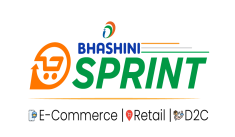 BHASHINI
SPRINT
E-Commerce | Retail | D2C